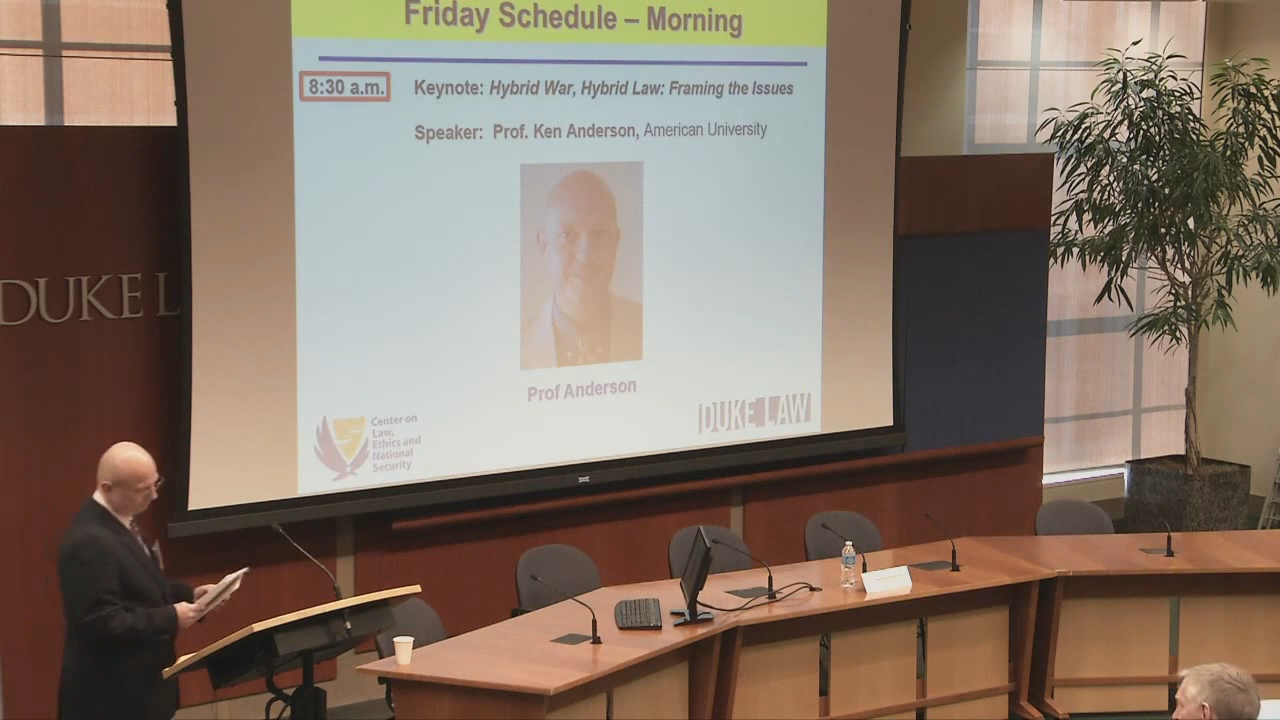 Friday Schedule – Morning
8:30 a.m.
Keynote: Hybrid War, Hybrid Law: Framing the Issues
Speaker: Prof. Ken Anderson, American University
Prof Anderson
Center on
Law,
Ethics and
National
Security
DUKE LAW
DUKE L